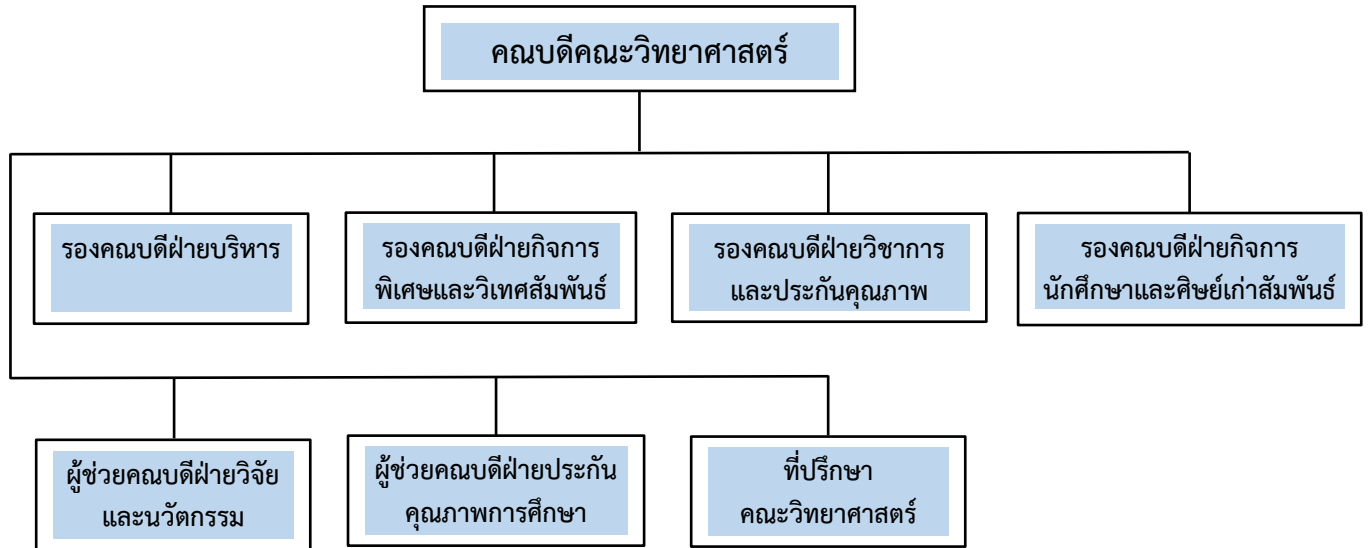 คณบดีคณะวิทยาศาสตร์
รองคณบดีฝ่ายบริหาร
รองคณบดีฝ่ายกิจการ
พิเศษและวิเทศสัมพันธ์
รองคณบดีฝ่ายวิชาการ
และประกันคุณภาพ
รองคณบดีฝ่ายกิจการ
นักศึกษาและศิษย์เก่าสัมพันธ์
ผู้ช่วยคณบดีฝ่ายวิจัย
และนวัตกรรม
ผู้ช่วยคณบดีฝ่ายประกัน
คุณภาพการศึกษา
ที่ปรึกษา
คณะวิทยาศาสตร์